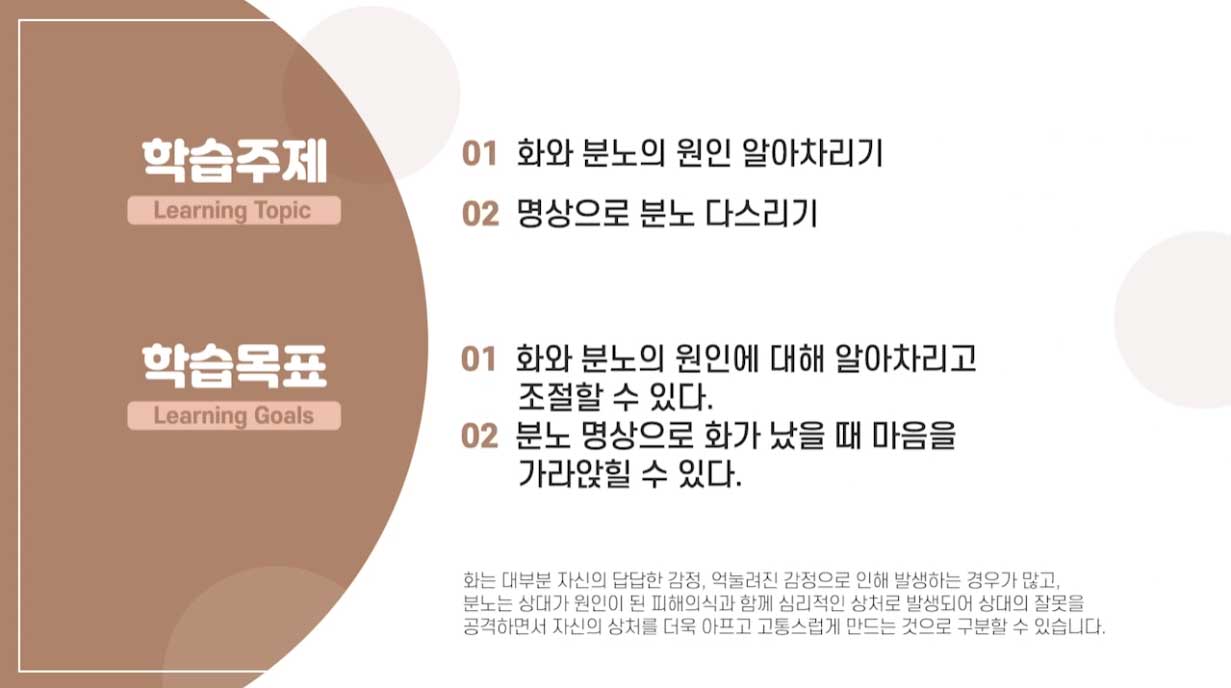 학습주제
Learning Topic
01 화와 분노의 원인 알아차리기
02 명상으로 분노 다스리기
학습목표
Learning Goals
01 화와 분노의 원인에 대해 알아차리고
조절할 수 있다.
02 분노 명상으로 화가 났을 때 마음을
가라앉힐 수 있다.
화는 대부분 자신의 답답한 감정, 억눌려진 감정으로 인해 발생하는 경우가 많고,
분노는 상대가 원인이 된 피해의식과 함께 심리적인 상처로 발생되어 상대의 잘못을
공격하면서 자신의 상처를 더욱 아프고 고통스럽게 만드는 것으로 구분할 수 있습니다.